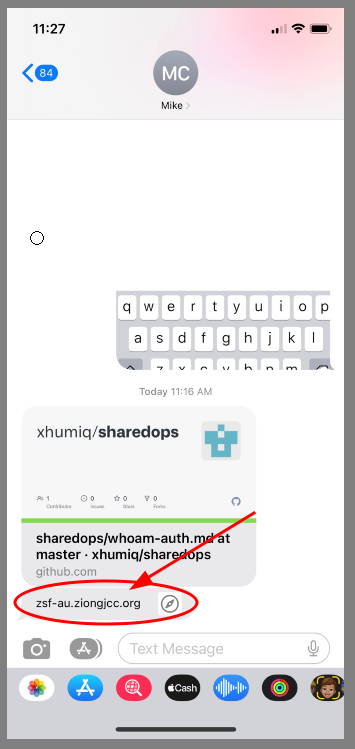 11:27
84
MC
Mike
q w e r t y u i o p
a s d f g h j k l
z x c v b n m
Today 11:16 AM
xhumiq/sharedops
1
Contributor
0
Issues
0
Stars
0
Forks
sharedops/whoam-auth.md at
master · xhumiq/sharedops
github.com
zsf-au.ziongjcc.org
Text Message
Cash